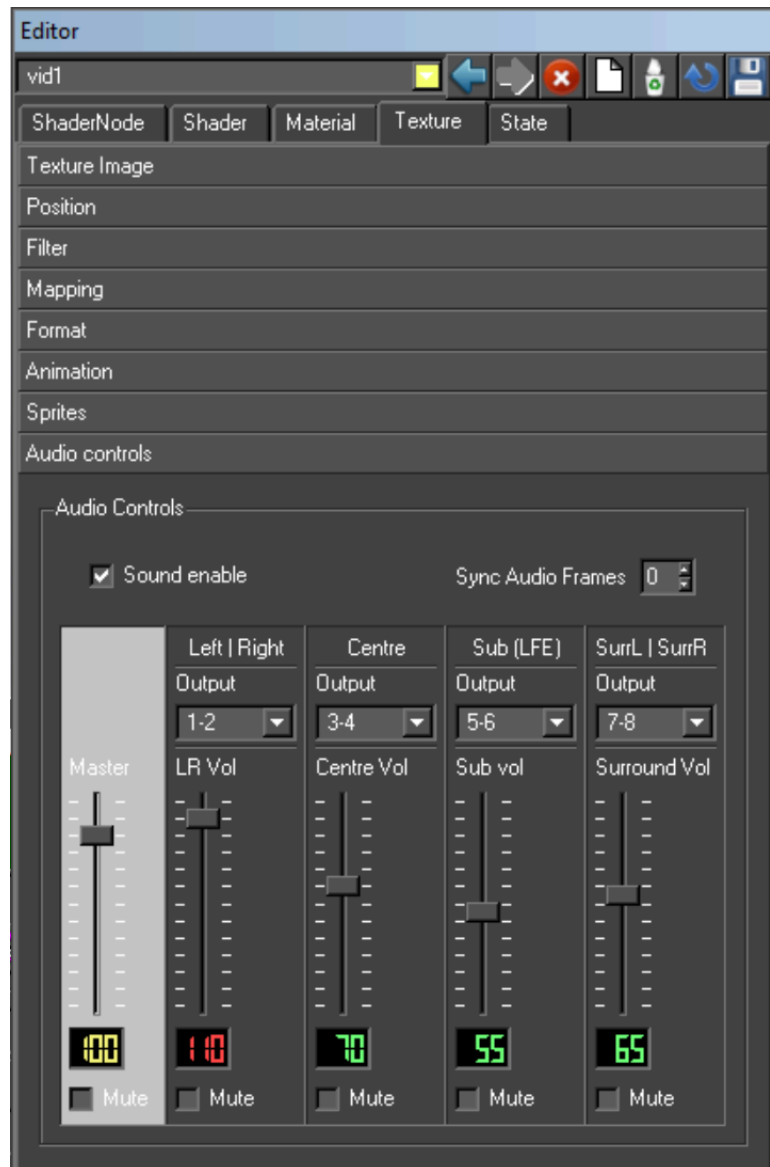 Editor
vid1
ShaderNode Shader Material Texture State
Texture Image
Position
Filter
Mapping
Format
Animation
Sprites
Audio controls
Audio Controls
Sound enable Sync Audio Frames 0
Left | Right Centre Sub (LFE) SurrL | SurrR
Output Output Output Output
1-2 3-4 5-6 7-8
Master LR Vol Centre Vol Sub vol Surround Vol
100 110 70 55 65
Mute Mute Mute Mute Mute